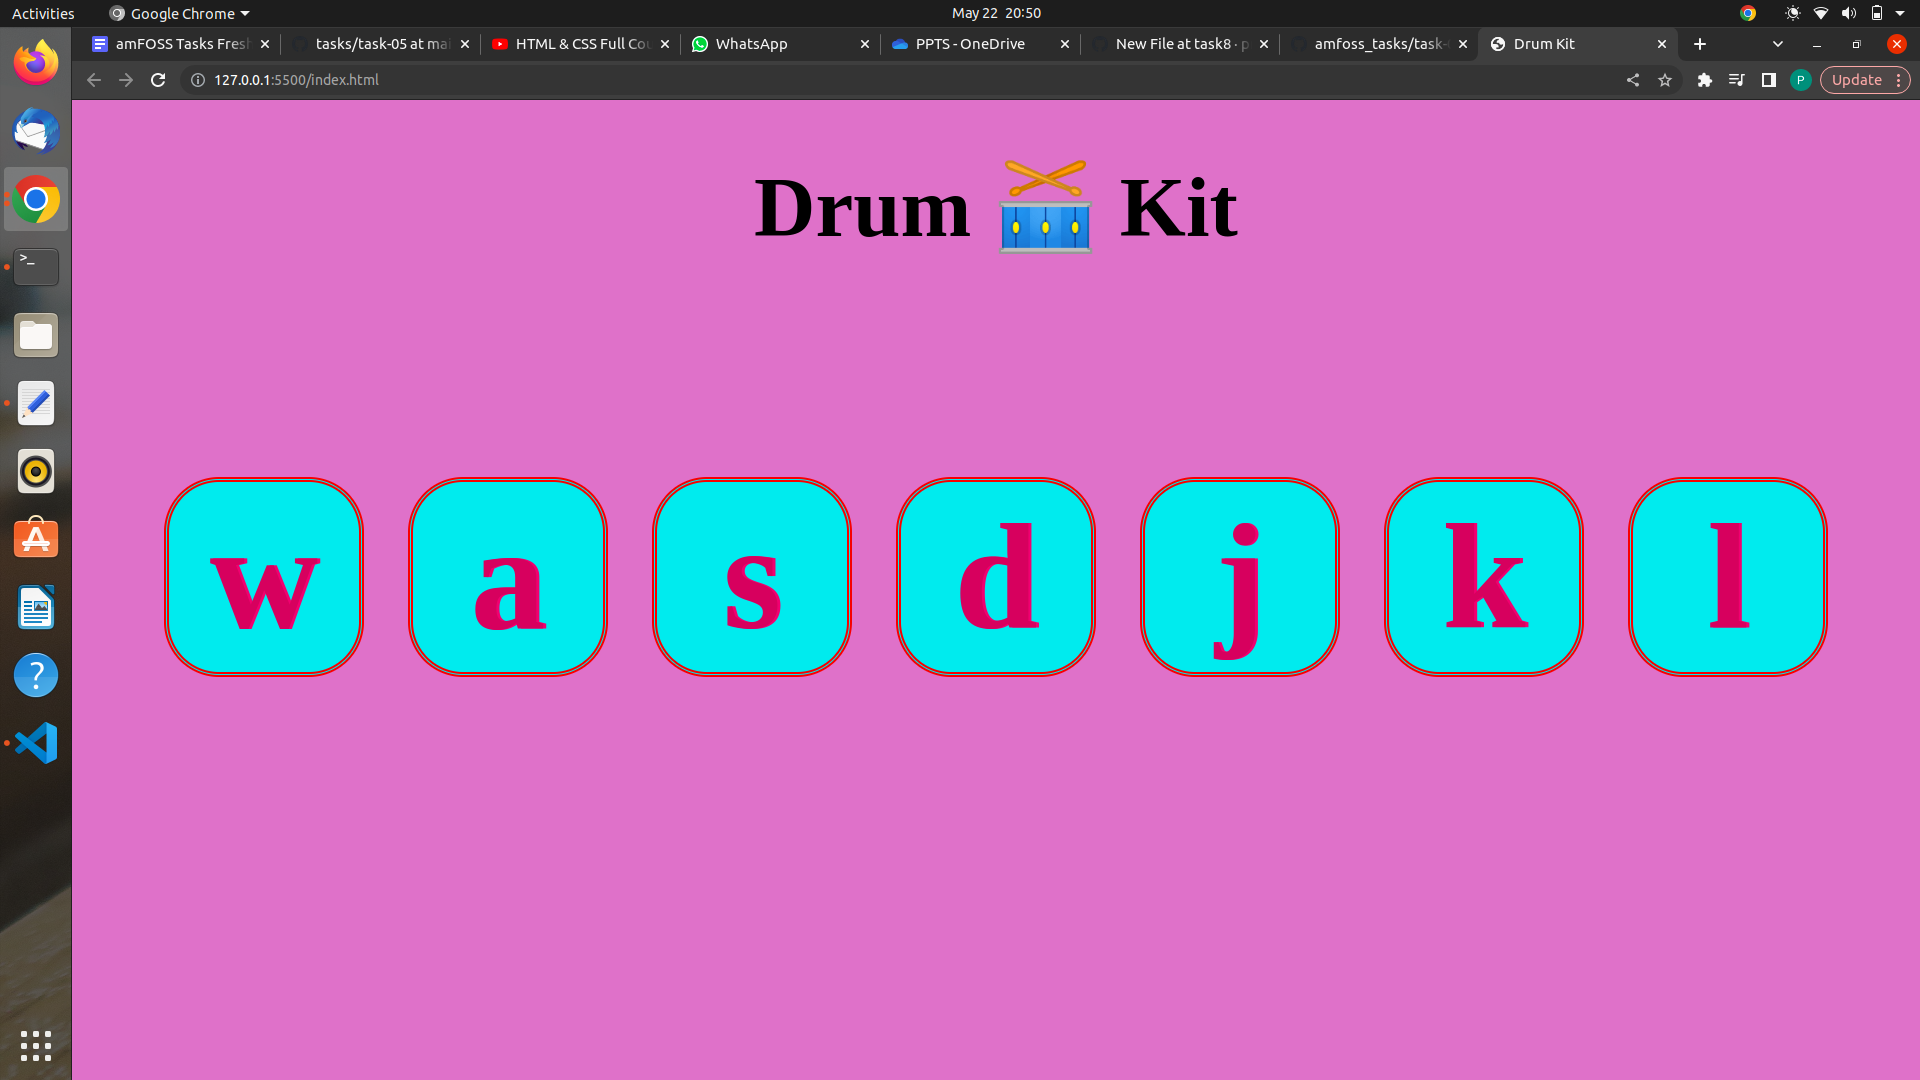 Activities Google Chrome May 22 20:50
amFOSS Tasks Fresh tasks/task-05 at mai HTML & CSS Full Cou WhatsApp PPTS - OneDrive New File at task8 · p amfoss_tasks/task- Drum Kit
127.0.0.1:5500/index.html P Update
Drum Kit
w a s d j k l